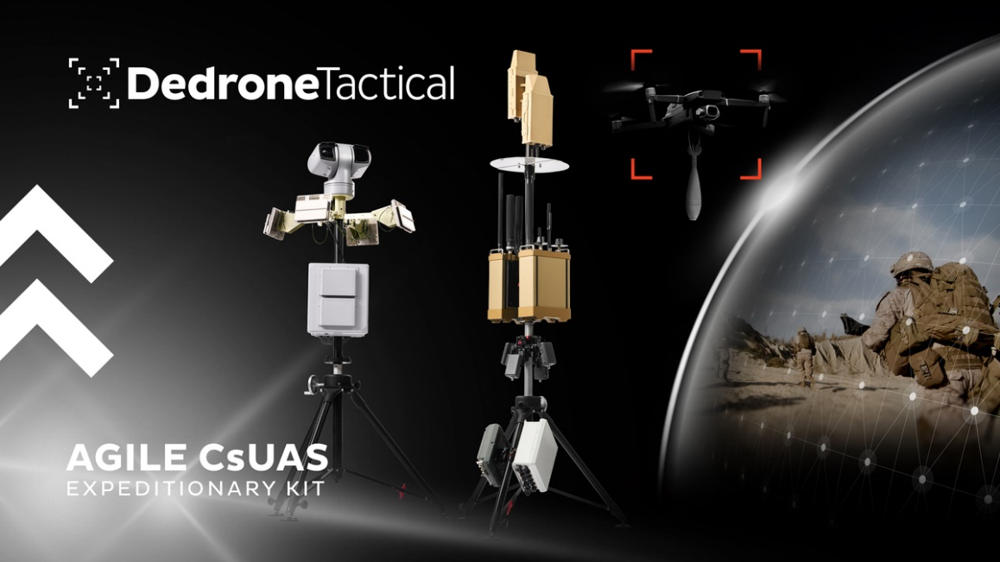 DedroneTactical
AGILE CsUAS
EXPEDITIONARY KIT